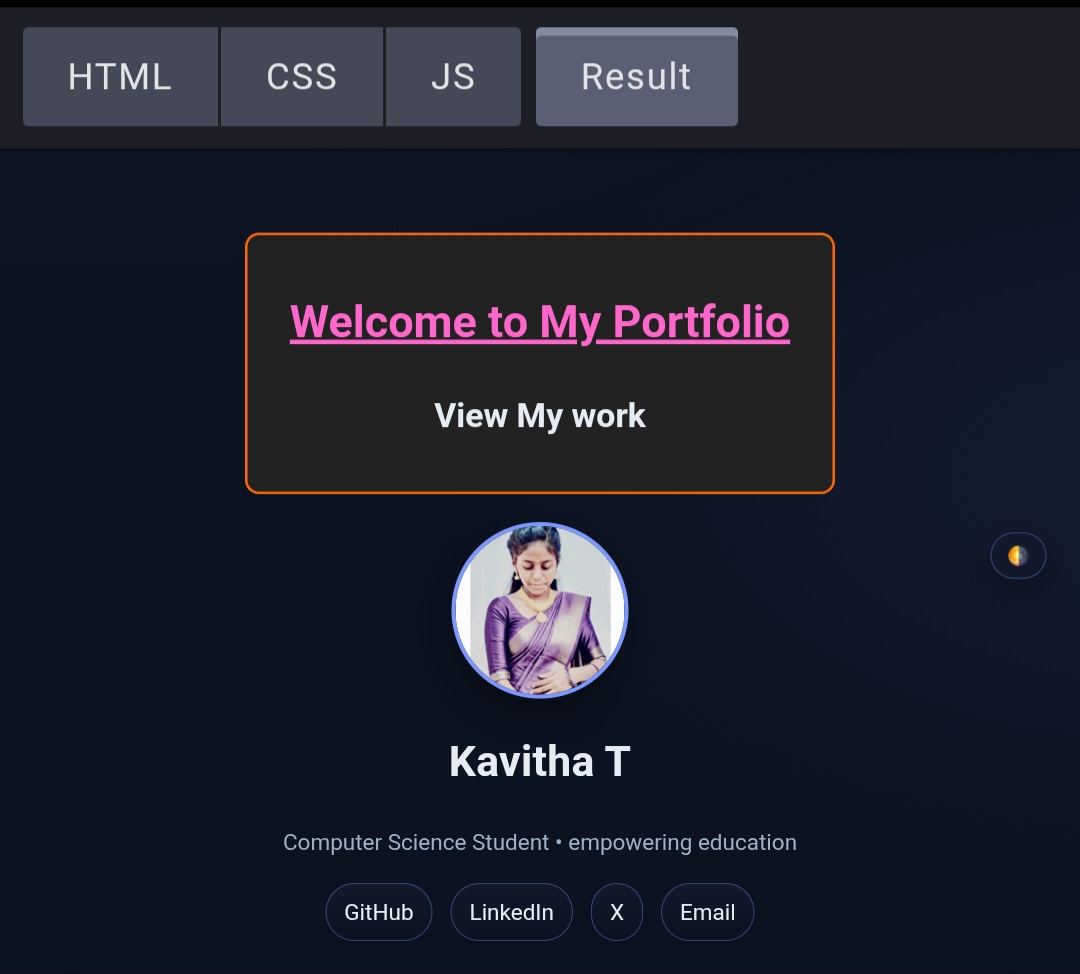 HTML CSS JS Result
Welcome to My Portfolio
View My work
Kavitha T
Computer Science Student • empowering education
GitHub LinkedIn X Email